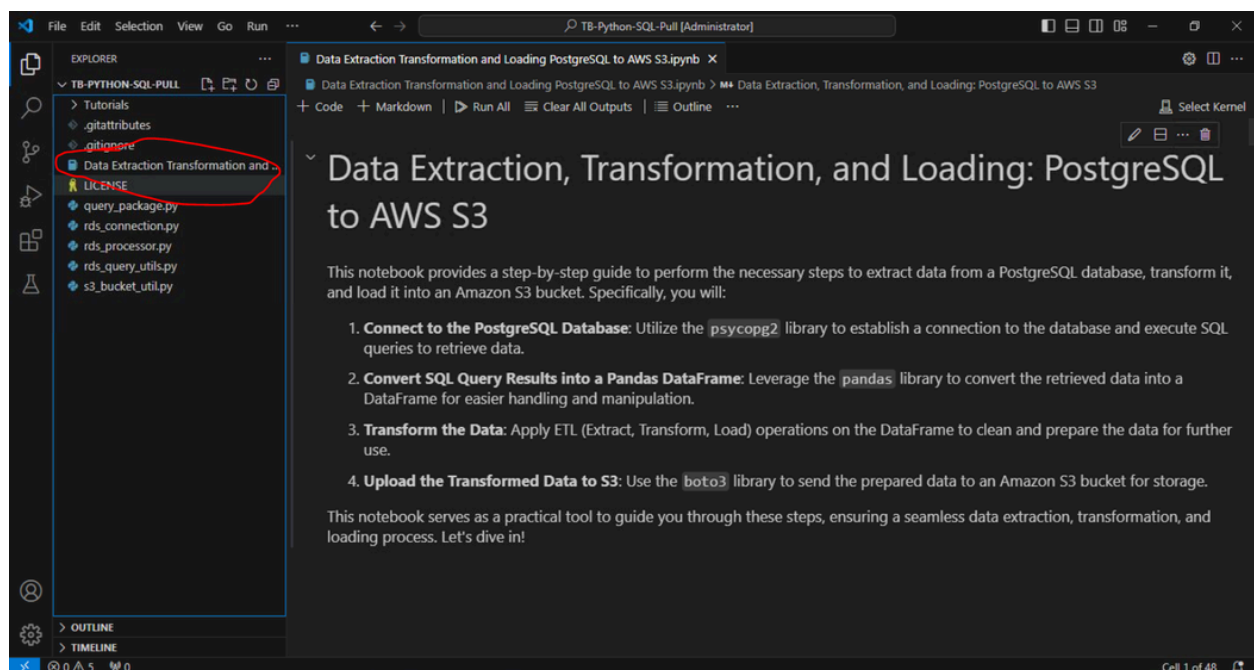 File Edit Selection View Go Run ... TB-Python-SQL-Pull [Administrator]
EXPLORER ...
TB-PYTHON-SQL-PULL
Tutorials
.gitattributes
.gitignore
Data Extraction Transformation and ...
LICENSE
query_package.py
rds_connection.py
rds_processor.py
rds_query_utils.py
s3_bucket_util.py
OUTLINE
TIMELINE
Data Extraction Transformation and Loading PostgreSQL to AWS S3.ipynb
Data Extraction Transformation and Loading PostgreSQL to AWS S3.ipynb > M↓ Data Extraction, Transformation, and Loading: PostgreSQL to AWS S3
+ Code + Markdown | Run All Clear All Outputs | Outline ... Select Kernel
Data Extraction, Transformation, and Loading: PostgreSQL
to AWS S3
This notebook provides a step-by-step guide to perform the necessary steps to extract data from a PostgreSQL database, transform it,
and load it into an Amazon S3 bucket. Specifically, you will:
1. Connect to the PostgreSQL Database: Utilize the psycopg2 library to establish a connection to the database and execute SQL
queries to retrieve data.
2. Convert SQL Query Results into a Pandas DataFrame: Leverage the pandas library to convert the retrieved data into a
DataFrame for easier handling and manipulation.
3. Transform the Data: Apply ETL (Extract, Transform, Load) operations on the DataFrame to clean and prepare the data for further
use.
4. Upload the Transformed Data to S3: Use the boto3 library to send the prepared data to an Amazon S3 bucket for storage.
This notebook serves as a practical tool to guide you through these steps, ensuring a seamless data extraction, transformation, and
loading process. Let's dive in!
0 5 0 Cell 1 of 48